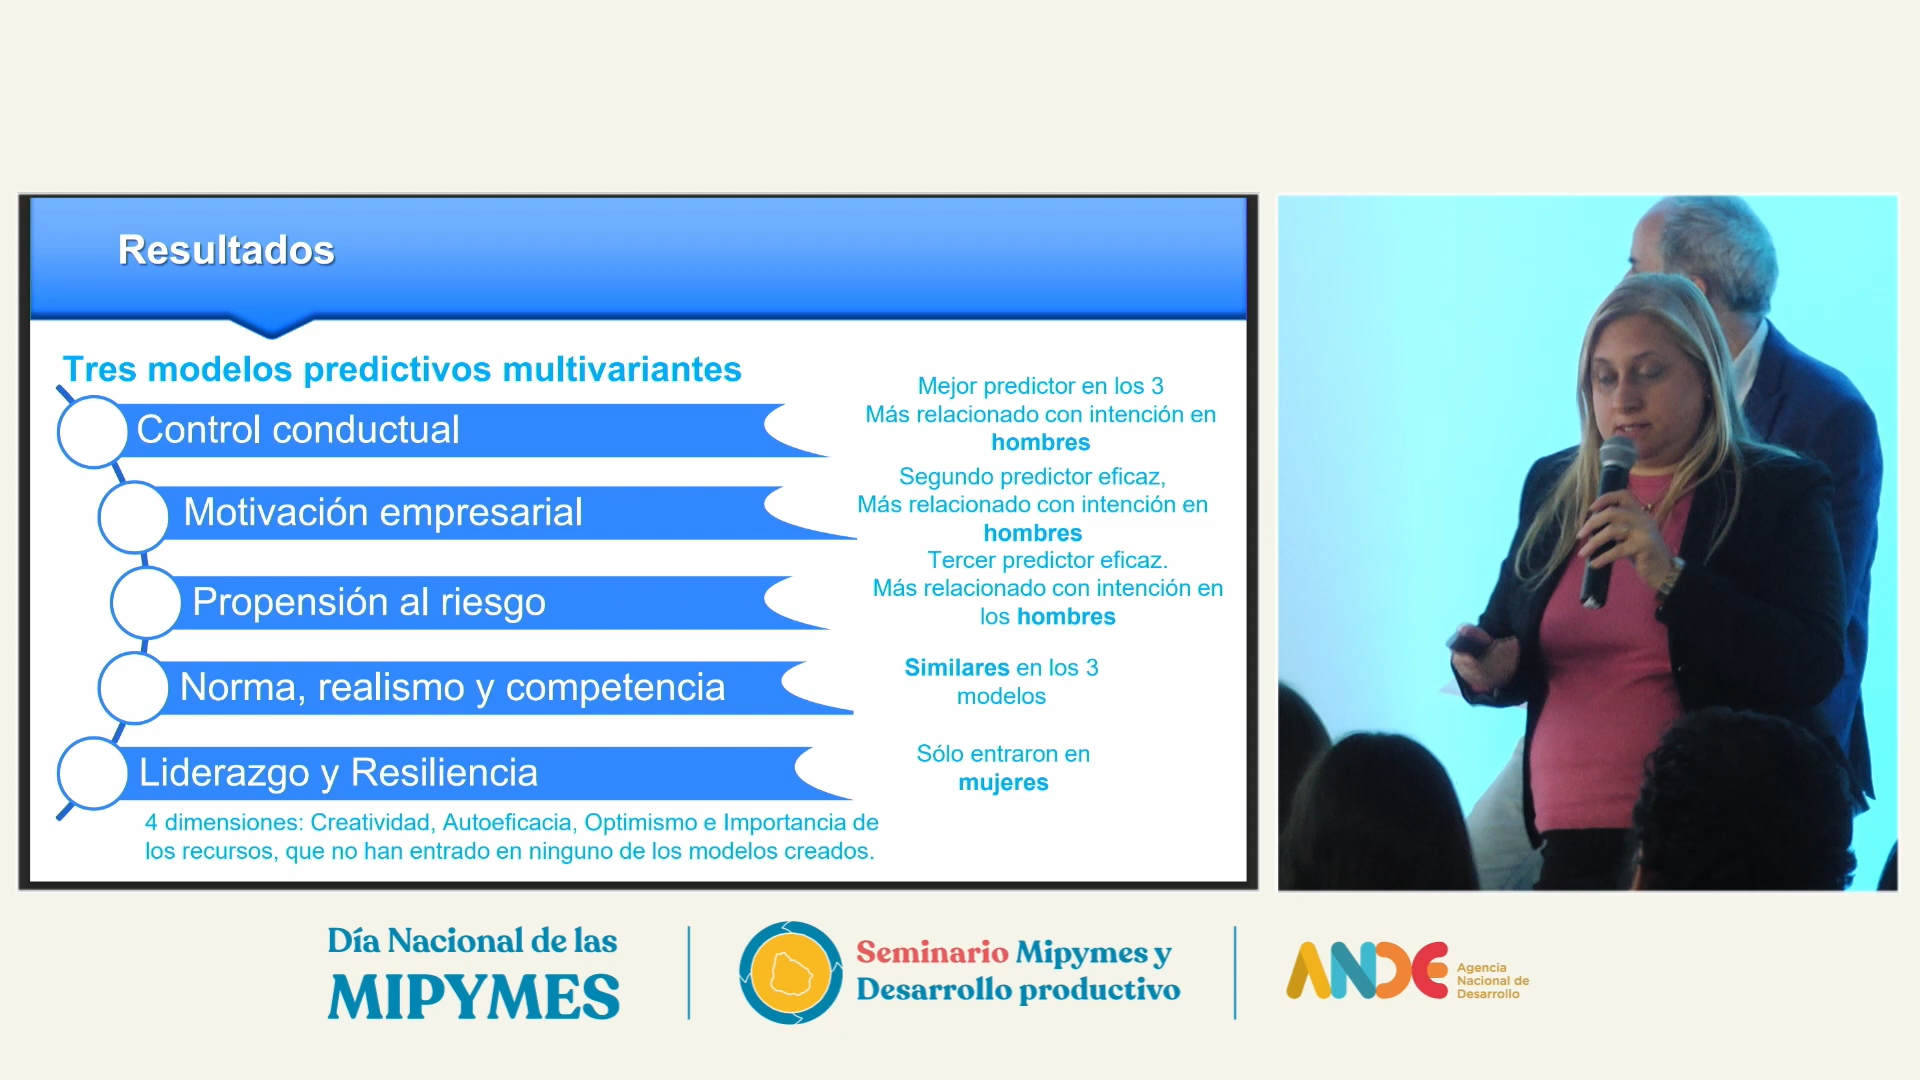 Resultados
Tres modelos predictivos multivariantes
Control conductual
Mejor predictor en los 3
Más relacionado con intención en
hombres
Motivación empresarial
Segundo predictor eficaz,
Más relacionado con intención en
hombres
Propensión al riesgo
Tercer predictor eficaz.
Más relacionado con intención en
los hombres
Norma, realismo y competencia
Similares en los 3
modelos
Liderazgo y Resiliencia
Sólo entraron en
mujeres
4 dimensiones: Creatividad, Autoeficacia, Optimismo e Importancia de
los recursos, que no han entrado en ninguno de los modelos creados.
Día Nacional de las
MIPYMES
Seminario Mipymes y
Desarrollo productivo
ANDE
Agencia
Nacional de
Desarrollo